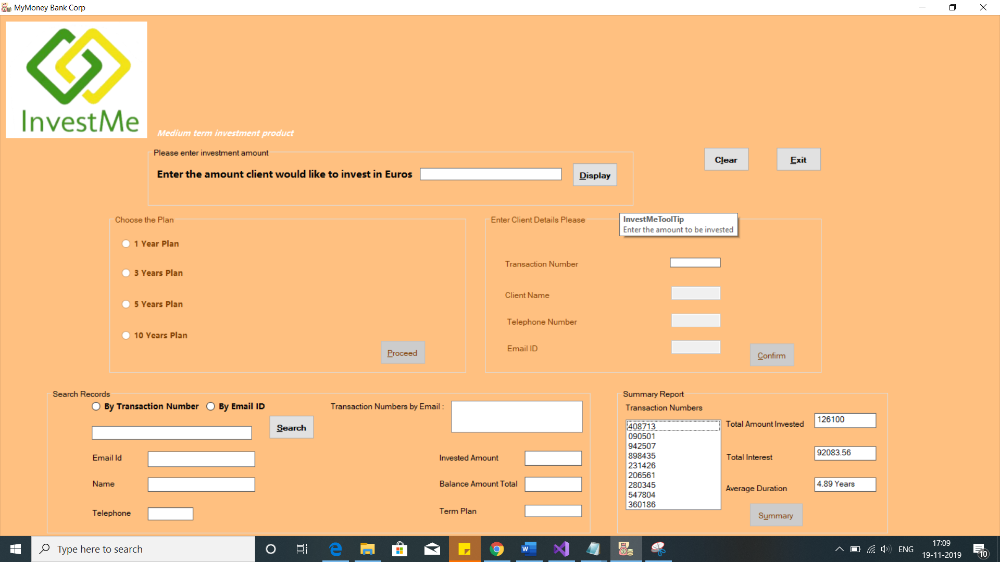 MyMoney Bank Corp
InvestMe
Medium term investment product
Please enter investment amount
Enter the amount client would like to invest in Euros
Display
Clear
Exit
Choose the Plan
1 Year Plan
3 Years Plan
5 Years Plan
10 Years Plan
Proceed
Enter Client Details Please
InvestMeToolTip
Enter the amount to be invested
Transaction Number
Client Name
Telephone Number
Email ID
Confirm
Search Records
By Transaction Number By Email ID
Search
Transaction Numbers by Email :
Email Id
Name
Telephone
Invested Amount
Balance Amount Total
Term Plan
Summary Report
Transaction Numbers
408713
090501
942507
898435
231426
206561
280345
547804
360186
Total Amount Invested 126100
Total Interest 92083.56
Average Duration 4.89 Years
Summary
Type here to search
ENG
17:09
19-11-2019
10